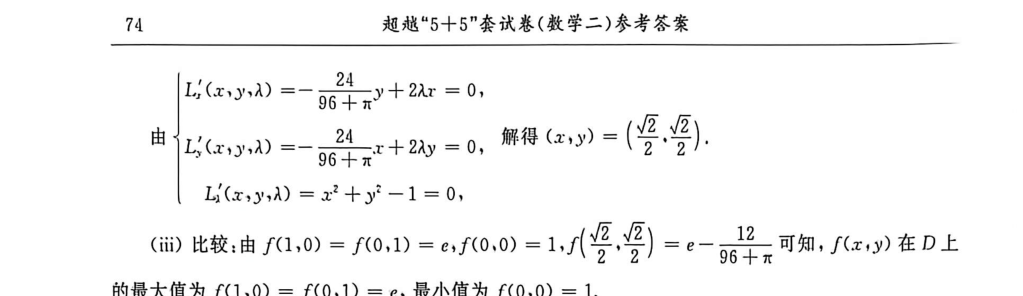 74
超越“5+5”套试卷(数学二)参考答案
L′ₓ(x,y,λ) = −24/(96+π) y + 2λx = 0,
由 L′ᵧ(x,y,λ) = −24/(96+π) x + 2λy = 0, 解得 (x,y) = (√2/2, √2/2).
L′λ(x,y,λ) = x² + y² − 1 = 0,
(iii) 比较:由 f(1,0) = f(0,1) = e, f(0,0) = 1, f(√2/2, √2/2) = e − 12/(96+π) 可知, f(x,y) 在 D 上
的最大值为 f(1,0) = f(0,1) = e, 最小值为 f(0,0) = 1.